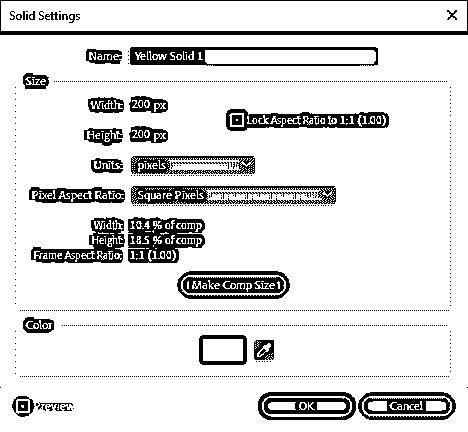 Solid Settings
Name: Yellow Solid 1
Size
Width: 200 px
Lock Aspect Ratio to 1:1 (1.00)
Height: 200 px
Units: pixels
Pixel Aspect Ratio: Square Pixels
Width: 10.4 % of comp
Height: 18.5 % of comp
Frame Aspect Ratio: 1:1 (1.00)
Make Comp Size
Color
Preview
OK
Cancel